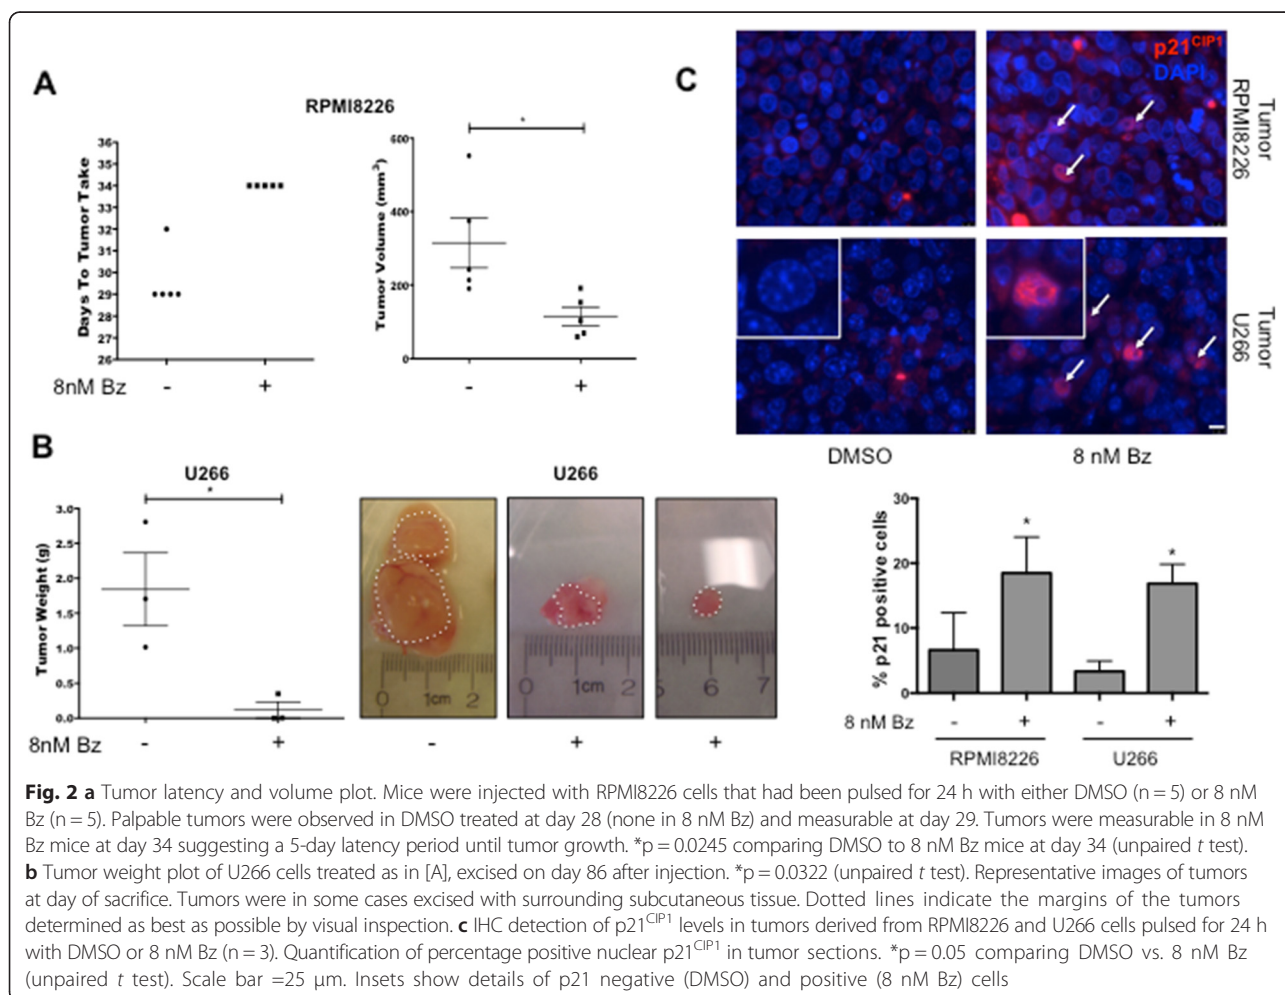 A
RPMI8226
Days To Tumor Take
36
35
34
33
32
31
30
29
28
27
26
8nM Bz
-
+
Tumor Volume (mm³)
600
400
200
0
*
-
+
B
U266
*
Tumor Weight (g)
3.0
2.5
2.0
1.5
1.0
0.5
0.0
8nM Bz
-
+
U266
0 1cm 2
0 1cm 2
5 6 7
-
+
+
C
p21CIP1
DAPI
Tumor
RPMI8226
Tumor
U266
DMSO
8 nM Bz
% p21 positive cells
30
20
10
0
*
*
8 nM Bz
-
+
-
+
RPMI8226
U266
Fig. 2 a Tumor latency and volume plot. Mice were injected with RPMI8226 cells that had been pulsed for 24 h with either DMSO (n = 5) or 8 nM
Bz (n = 5). Palpable tumors were observed in DMSO treated at day 28 (none in 8 nM Bz) and measurable at day 29. Tumors were measurable in 8 nM
Bz mice at day 34 suggesting a 5-day latency period until tumor growth. *p = 0.0245 comparing DMSO to 8 nM Bz mice at day 34 (unpaired t test).
b Tumor weight plot of U266 cells treated as in [A], excised on day 86 after injection. *p = 0.0322 (unpaired t test). Representative images of tumors
at day of sacrifice. Tumors were in some cases excised with surrounding subcutaneous tissue. Dotted lines indicate the margins of the tumors
determined as best as possible by visual inspection. c IHC detection of p21CIP1 levels in tumors derived from RPMI8226 and U266 cells pulsed for 24 h
with DMSO or 8 nM Bz (n = 3). Quantification of percentage positive nuclear p21CIP1 in tumor sections. *p = 0.05 comparing DMSO vs. 8 nM Bz
(unpaired t test). Scale bar =25 μm. Insets show details of p21 negative (DMSO) and positive (8 nM Bz) cells